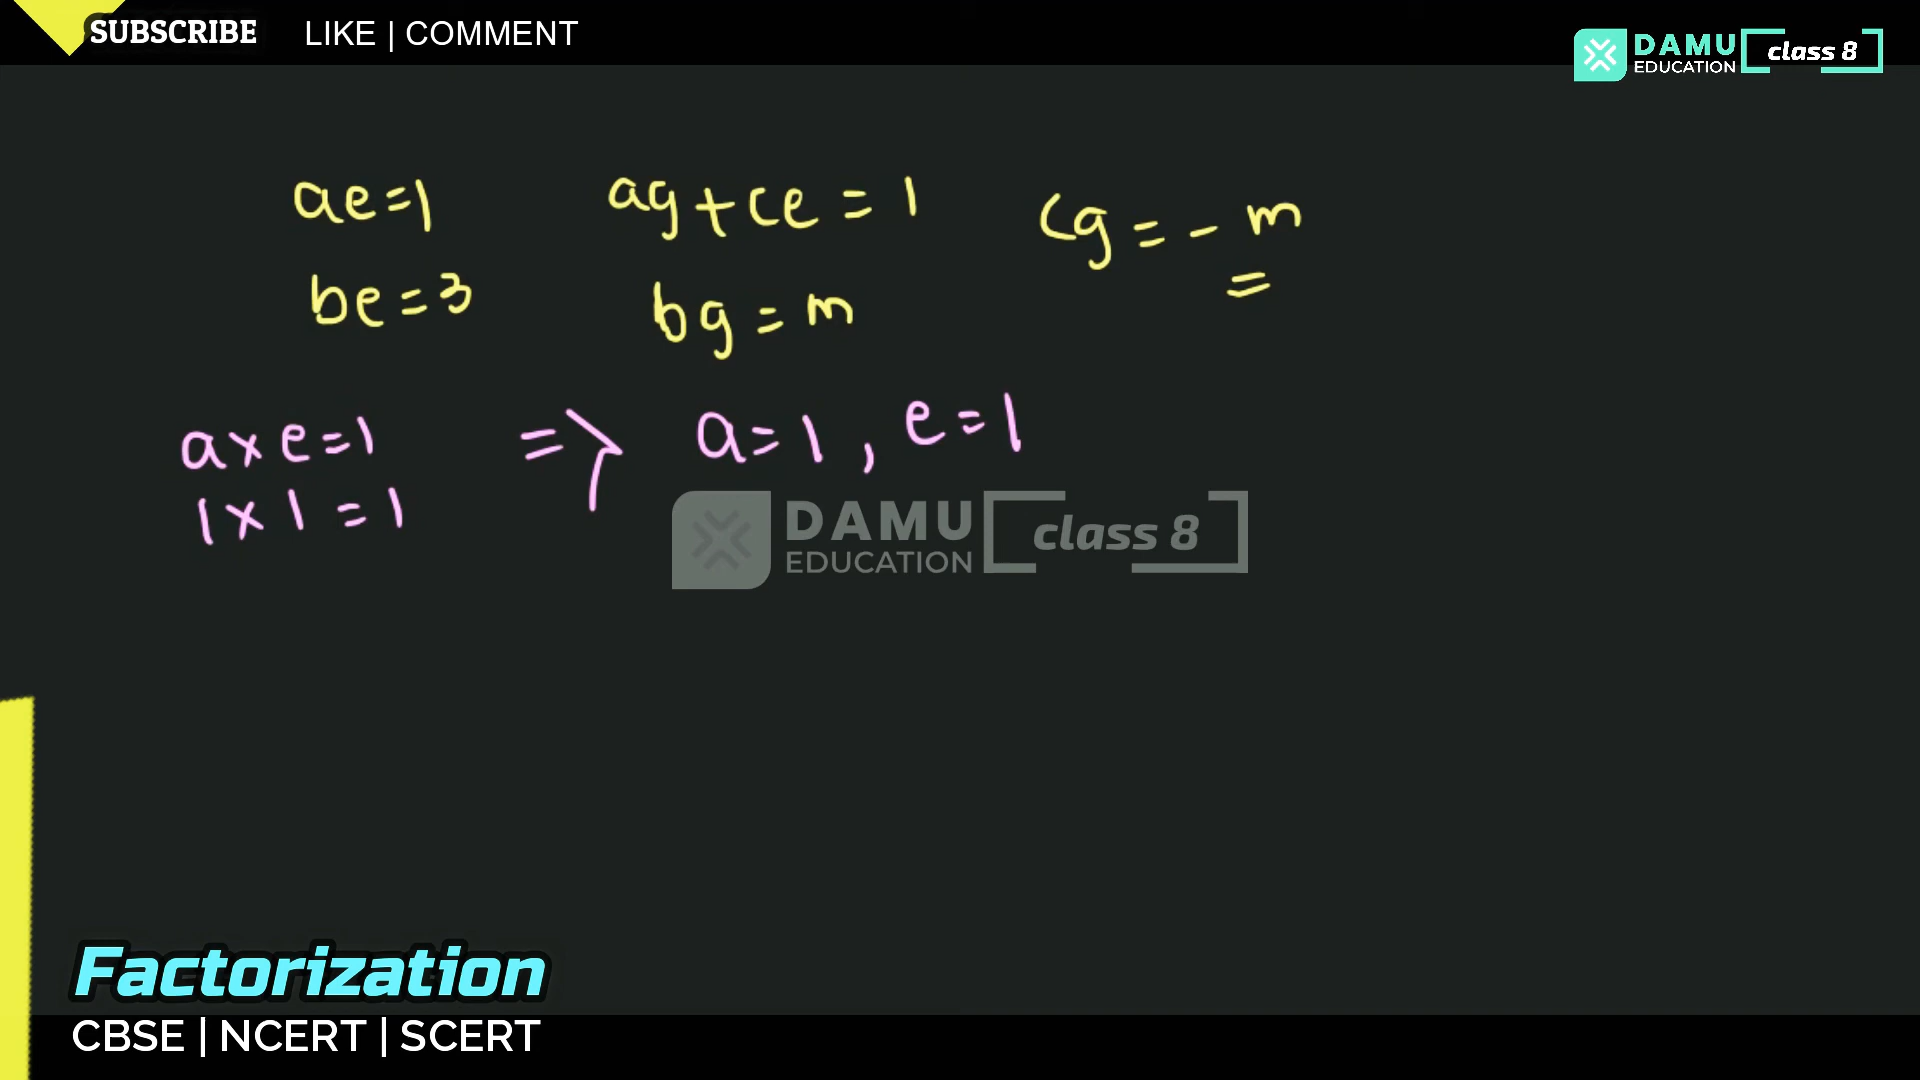 SUBSCRIBE LIKE | COMMENT
DAMU EDUCATION class 8
ae=1 ag+ce=1 cg=-m
be=3 bg=m =
a×e=1 => a=1, e=1
1×1=1
DAMU EDUCATION class 8
Factorization
CBSE | NCERT | SCERT